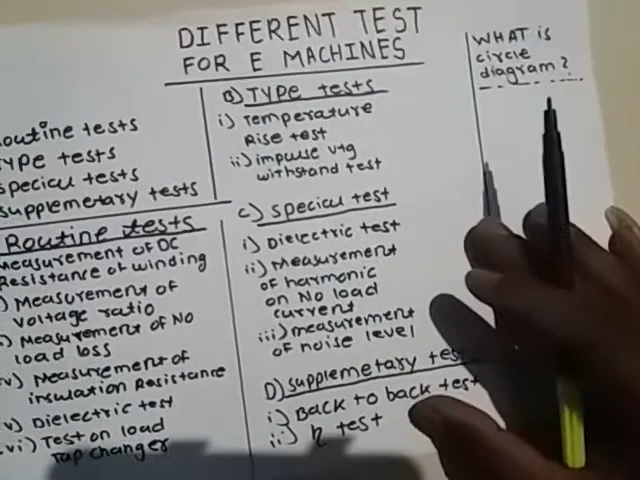 DIFFERENT TEST
FOR E MACHINES
outine tests
ype tests
special tests
supplemetary tests
Routine tests
Measurement of DC
Resistance of winding
) Measurement of
voltage ratio
) Measurement of No
load loss
iv) Measurement of
insulation Resistance
v) Dielectric test
vi) Test on load
Tap changer
B) Type tests
i) Temperature
Rise test
ii) impulse vtg
withstand test
C) special test
i) Dielectric test
ii) Measurement
of harmonic
on No load
current
iii) measurement
of noise level
D) supplemetary test
i) Back to back test
ii) η test
WHAT is
circle
diagram?